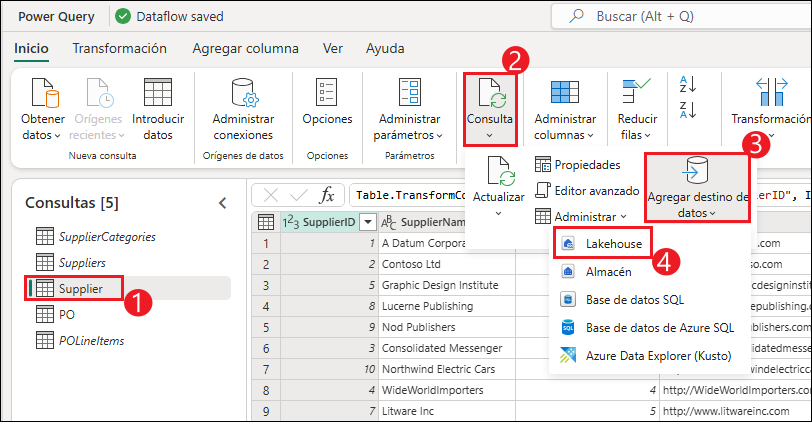 Power Query
Dataflow saved
Buscar (Alt + Q)
Inicio Transformación Agregar columna Ver Ayuda
Obtener datos
Orígenes recientes
Introducir datos
Nueva consulta
Administrar conexiones
Orígenes de datos
Opciones
Opciones
Administrar parámetros
Parámetros
2
Consulta
Administrar columnas
Reducir filas
A
Z
Z
A
Transformación
3
Actualizar
Propiedades
Editor avanzado
Administrar
Agregar destino de datos
4
Lakehouse
Almacén
Base de datos SQL
Base de datos de Azure SQL
Azure Data Explorer (Kusto)
Consultas [5]
SupplierCategories
Suppliers
Supplier
1
PO
POLineItems
fx
Table.TransformCo
erID", I
1 2 3 SupplierID
ABC SupplierNam
1 1 A Datum Corpora .com
2 2 Contoso Ltd so.com
3 5 Graphic Design Institute cdesigninstit
4 8 Lucerne Publishing epublishing.c
5 9 Nod Publishers blishers.com
6 3 Consolidated Messenger idatedmesse
7 10 Northwind Electric Cars windelectricca
8 4 WideWorldImporters 4 http://WideWorldImporters
9 7 Litware Inc 5 http://www.litwareinc.com